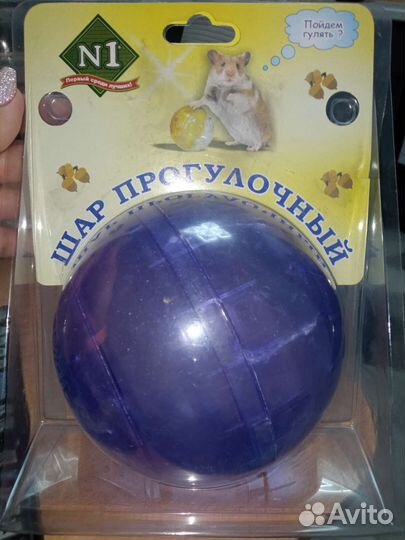 N1
Первый среди лучших!
Пойдем
гулять ?
ШАР ПРОГУЛОЧНЫЙ
Avito